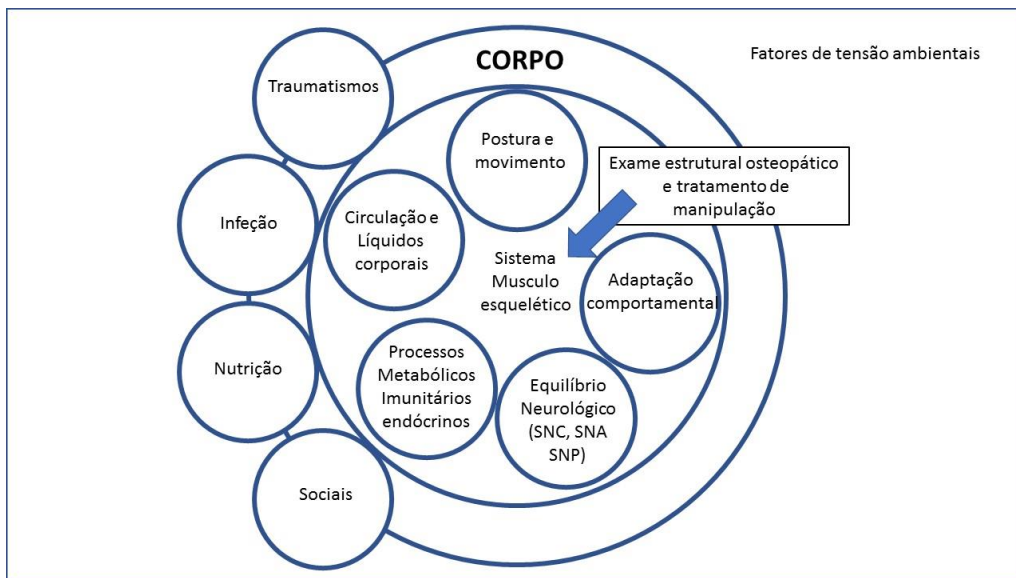 CORPO
Fatores de tensão ambientais
Traumatismos
Infeção
Nutrição
Sociais
Postura e
movimento
Exame estrutural osteopático
e tratamento de
manipulação
Circulação e
Líquidos
corporais
Sistema
Musculo
esquelético
Adaptação
comportamental
Processos
Metabólicos
Imunitários
endócrinos
Equilíbrio
Neurológico
(SNC, SNA
SNP)